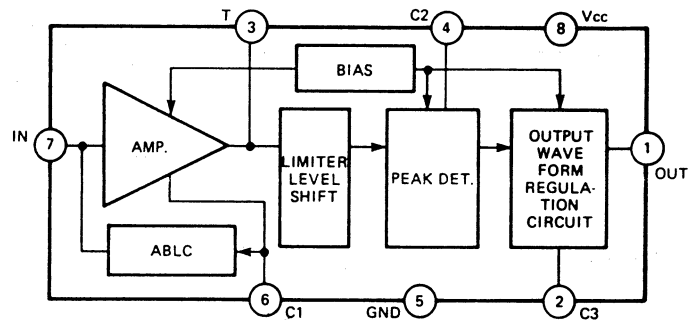 T 3 C2 4 8 Vcc
BIAS
IN 7 AMP.
LIMITER
LEVEL
SHIFT
PEAK DET.
OUTPUT
WAVE
FORM
REGULA-
TION
CIRCUIT
1
OUT
ABLC
6 C1 GND 5 2 C3